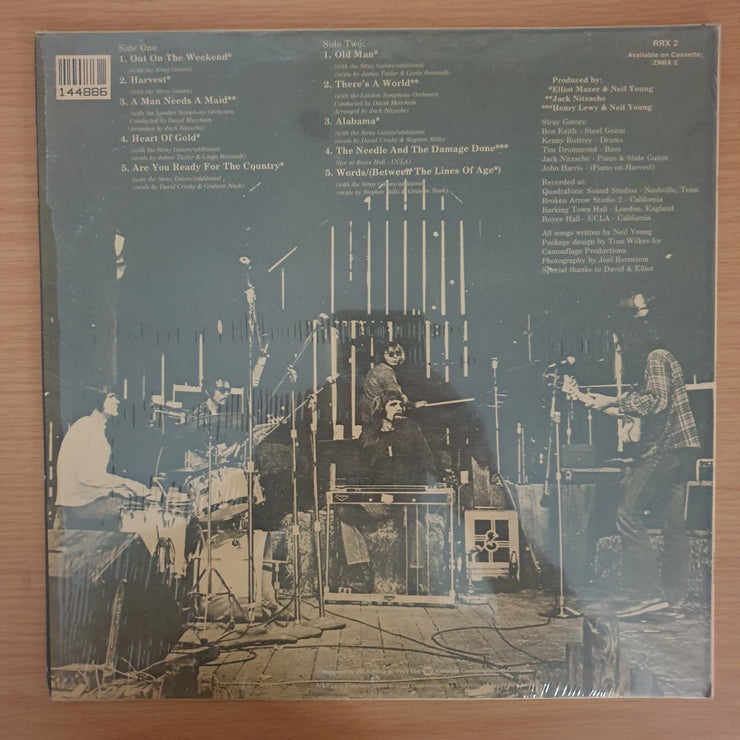 144886
Side One:
1. Out On The Weekend*
(with the Stray Gators)
2. Harvest*
(with the Stray Gators)
3. A Man Needs A Maid**
(with the London Symphony Orchestra
Conducted by David Meecham
Arranged by Jack Nitzsche)
4. Heart Of Gold*
(with the Stray Gators/additional
vocals by James Taylor & Linda Ronstadt)
5. Are You Ready For The Country*
(with the Stray Gators/additional
vocals by David Crosby & Graham Nash)
Side Two:
1. Old Man*
(with the Stray Gators/additional
vocals by James Taylor & Linda Ronstadt)
2. There's A World**
(with the London Symphony Orchestra
Conducted by David Meecham
Arranged by Jack Nitzsche)
3. Alabama*
(with the Stray Gators/additional
vocals by David Crosby & Stephen Stills)
4. The Needle And The Damage Done***
(live at Royce Hall - UCLA)
5. Words/(Between The Lines Of Age*)
(with the Stray Gators/additional
vocals by Stephen Stills & Graham Nash)
RRX 2
Available on Cassette:
ZRRX 2
Produced by:
*Elliot Mazer & Neil Young
**Jack Nitzsche
***Henry Lewy & Neil Young
Stray Gators:
Ben Keith - Steel Guitar
Kenny Buttrey - Drums
Tim Drummond - Bass
Jack Nitzsche - Piano & Slide Guitar
John Harris - (Piano on Harvest)
Recorded at:
Quadrafonic Sound Studios - Nashville, Tenn.
Broken Arrow Studio 2 - California
Barking Town Hall - London, England
Royce Hall - UCLA - California
All songs written by Neil Young
Package design by Tom Wilkes for
Camouflage Productions.
Photography by Joel Bernstein
Special thanks to David & Elliot